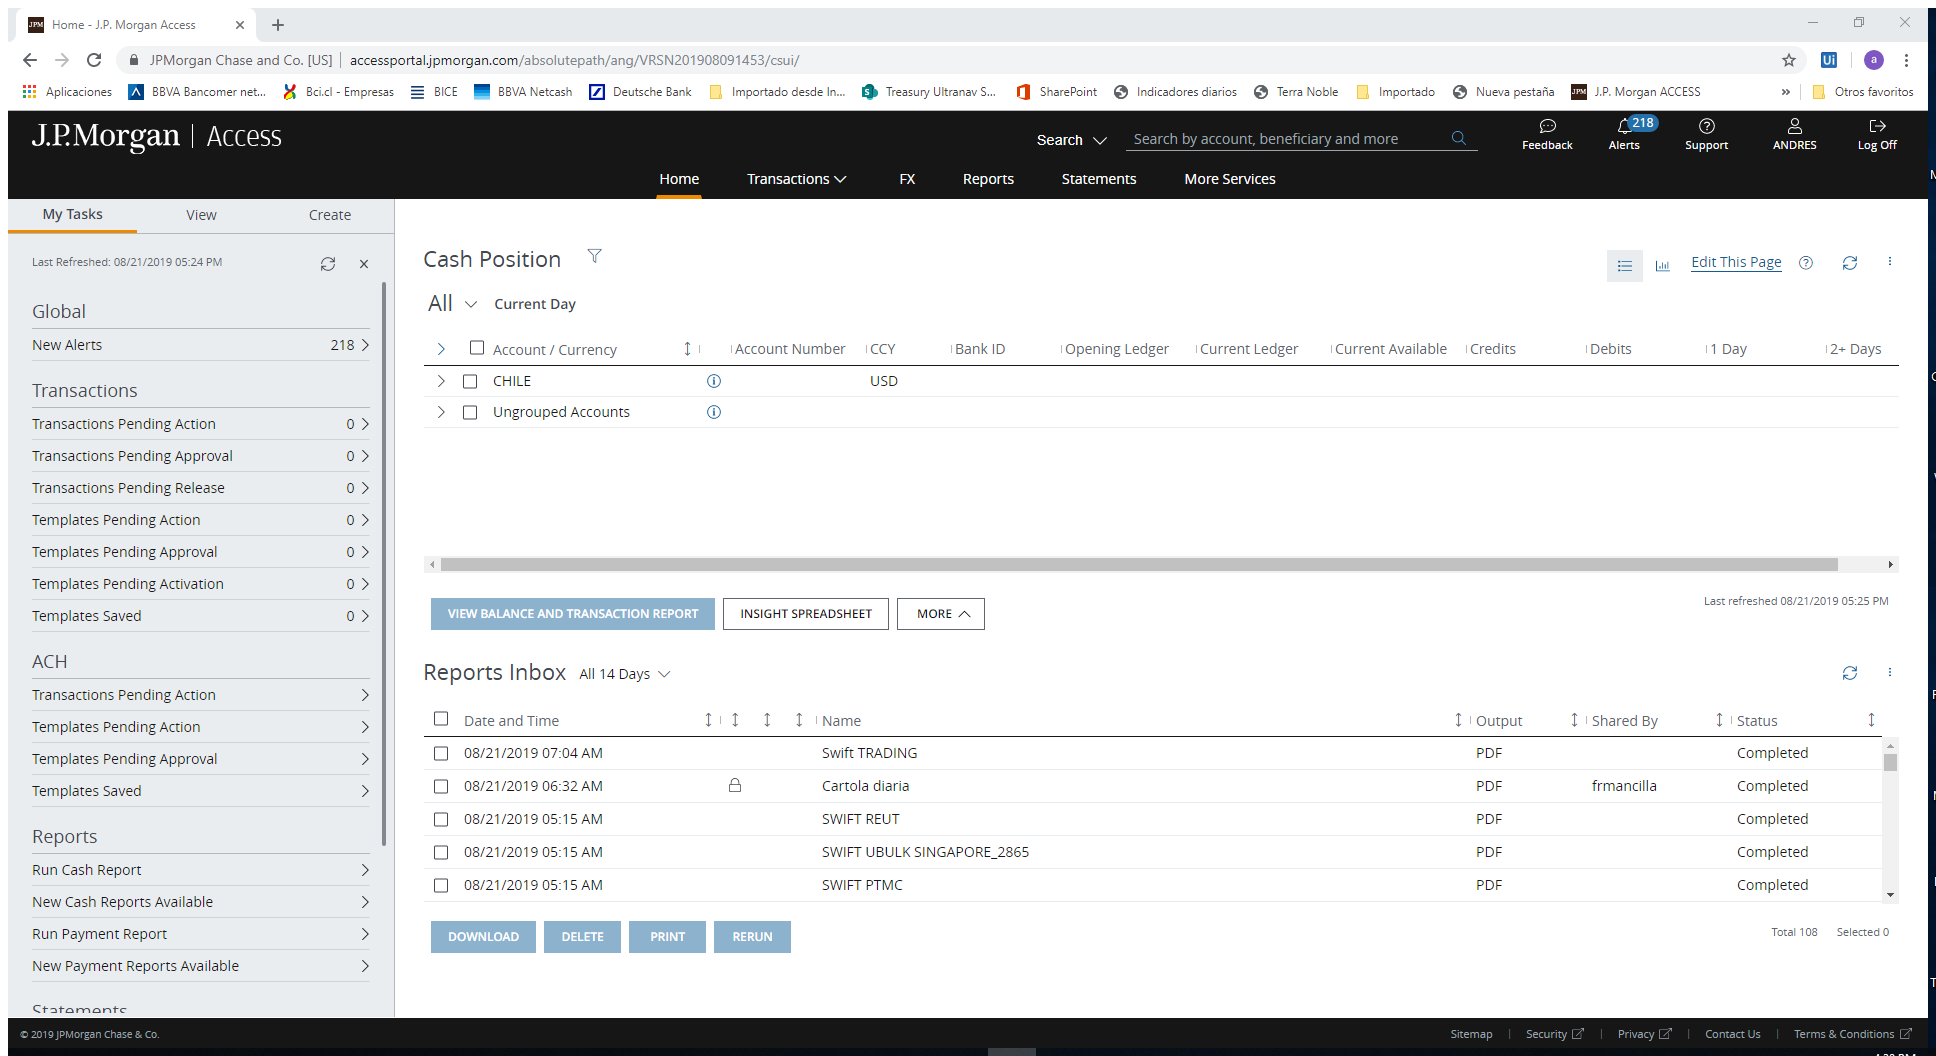 JPM Home - J.P. Morgan Access
JPMorgan Chase and Co. [US] | accessportal.jpmorgan.com/absolutepath/ang/VRSN201908091453/csui/ Ui a
Aplicaciones BBVA Bancomer net... Bci.cl - Empresas BICE BBVA Netcash Deutsche Bank Importado desde In... Treasury Ultranav S... SharePoint Indicadores diarios Terra Noble Importado Nueva pestaña JPM J.P. Morgan ACCESS » Otros favoritos
J.P.Morgan | Access
Search Search by account, beneficiary and more
Feedback 218 Alerts Support ANDRES Log Off
Home Transactions FX Reports Statements More Services
My Tasks View Create
Last Refreshed: 08/21/2019 05:24 PM
Global
New Alerts 218
Transactions
Transactions Pending Action 0
Transactions Pending Approval 0
Transactions Pending Release 0
Templates Pending Action 0
Templates Pending Approval 0
Templates Pending Activation 0
Templates Saved 0
ACH
Transactions Pending Action
Templates Pending Action
Templates Pending Approval
Templates Saved
Reports
Run Cash Report
New Cash Reports Available
Run Payment Report
New Payment Reports Available
Statements
Cash Position
Edit This Page
All Current Day
Account / Currency Account Number CCY Bank ID Opening Ledger Current Ledger Current Available Credits Debits 1 Day 2+ Days
CHILE USD
Ungrouped Accounts
VIEW BALANCE AND TRANSACTION REPORT INSIGHT SPREADSHEET MORE
Last refreshed 08/21/2019 05:25 PM
Reports Inbox All 14 Days
Date and Time Name Output Shared By Status
08/21/2019 07:04 AM Swift TRADING PDF Completed
08/21/2019 06:32 AM Cartola diaria PDF frmancilla Completed
08/21/2019 05:15 AM SWIFT REUT PDF Completed
08/21/2019 05:15 AM SWIFT UBULK SINGAPORE_2865 PDF Completed
08/21/2019 05:15 AM SWIFT PTMC PDF Completed
DOWNLOAD DELETE PRINT RERUN
Total 108 Selected 0
© 2019 JPMorgan Chase & Co.
Sitemap | Security | Privacy | Contact Us | Terms & Conditions